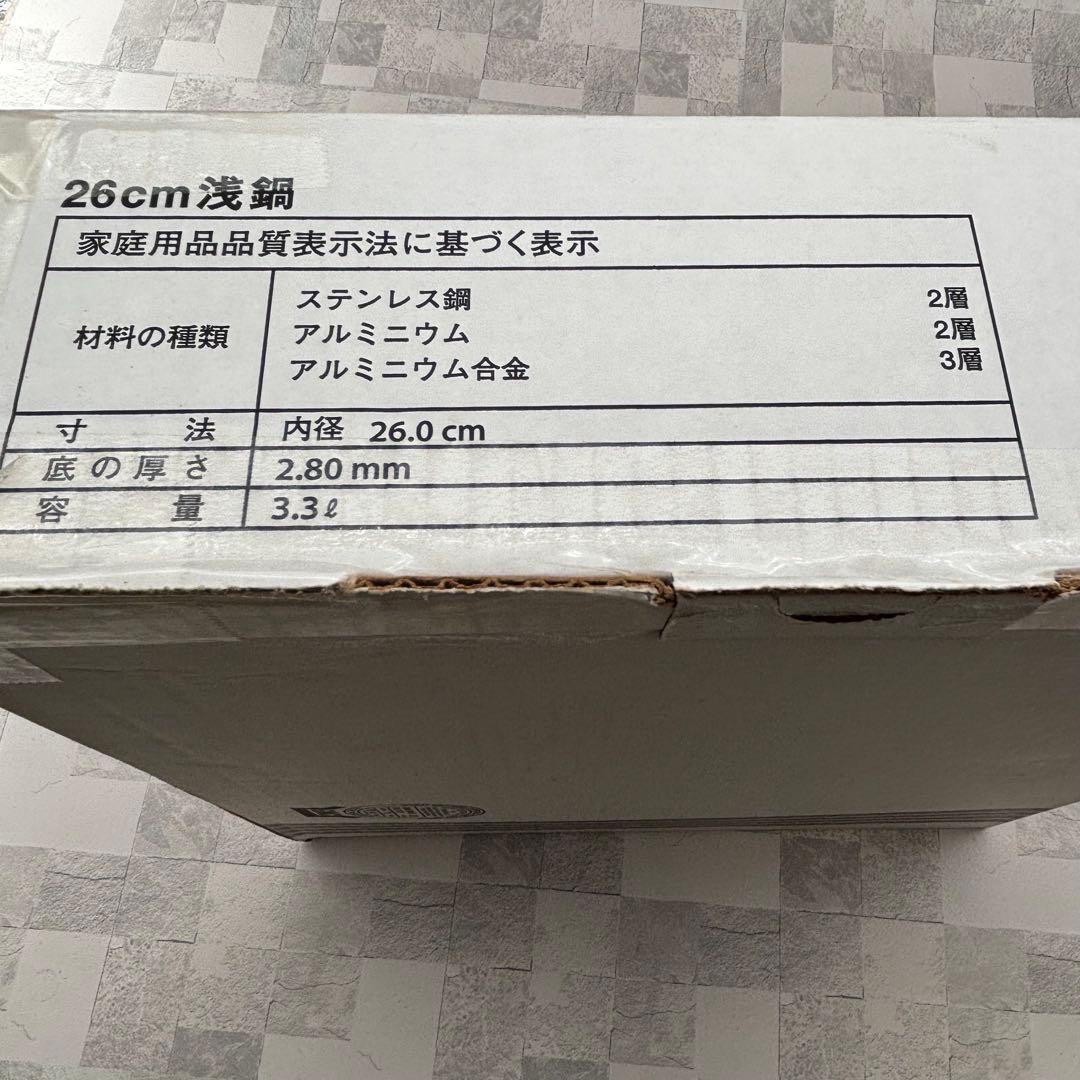 26cm浅鍋
家庭用品品質表示法に基づく表示
材料の種類
ステンレス鋼 2層
アルミニウム 2層
アルミニウム合金 3層
寸法 内径 26.0 cm
底の厚さ 2.80 mm
容量 3.3ℓ